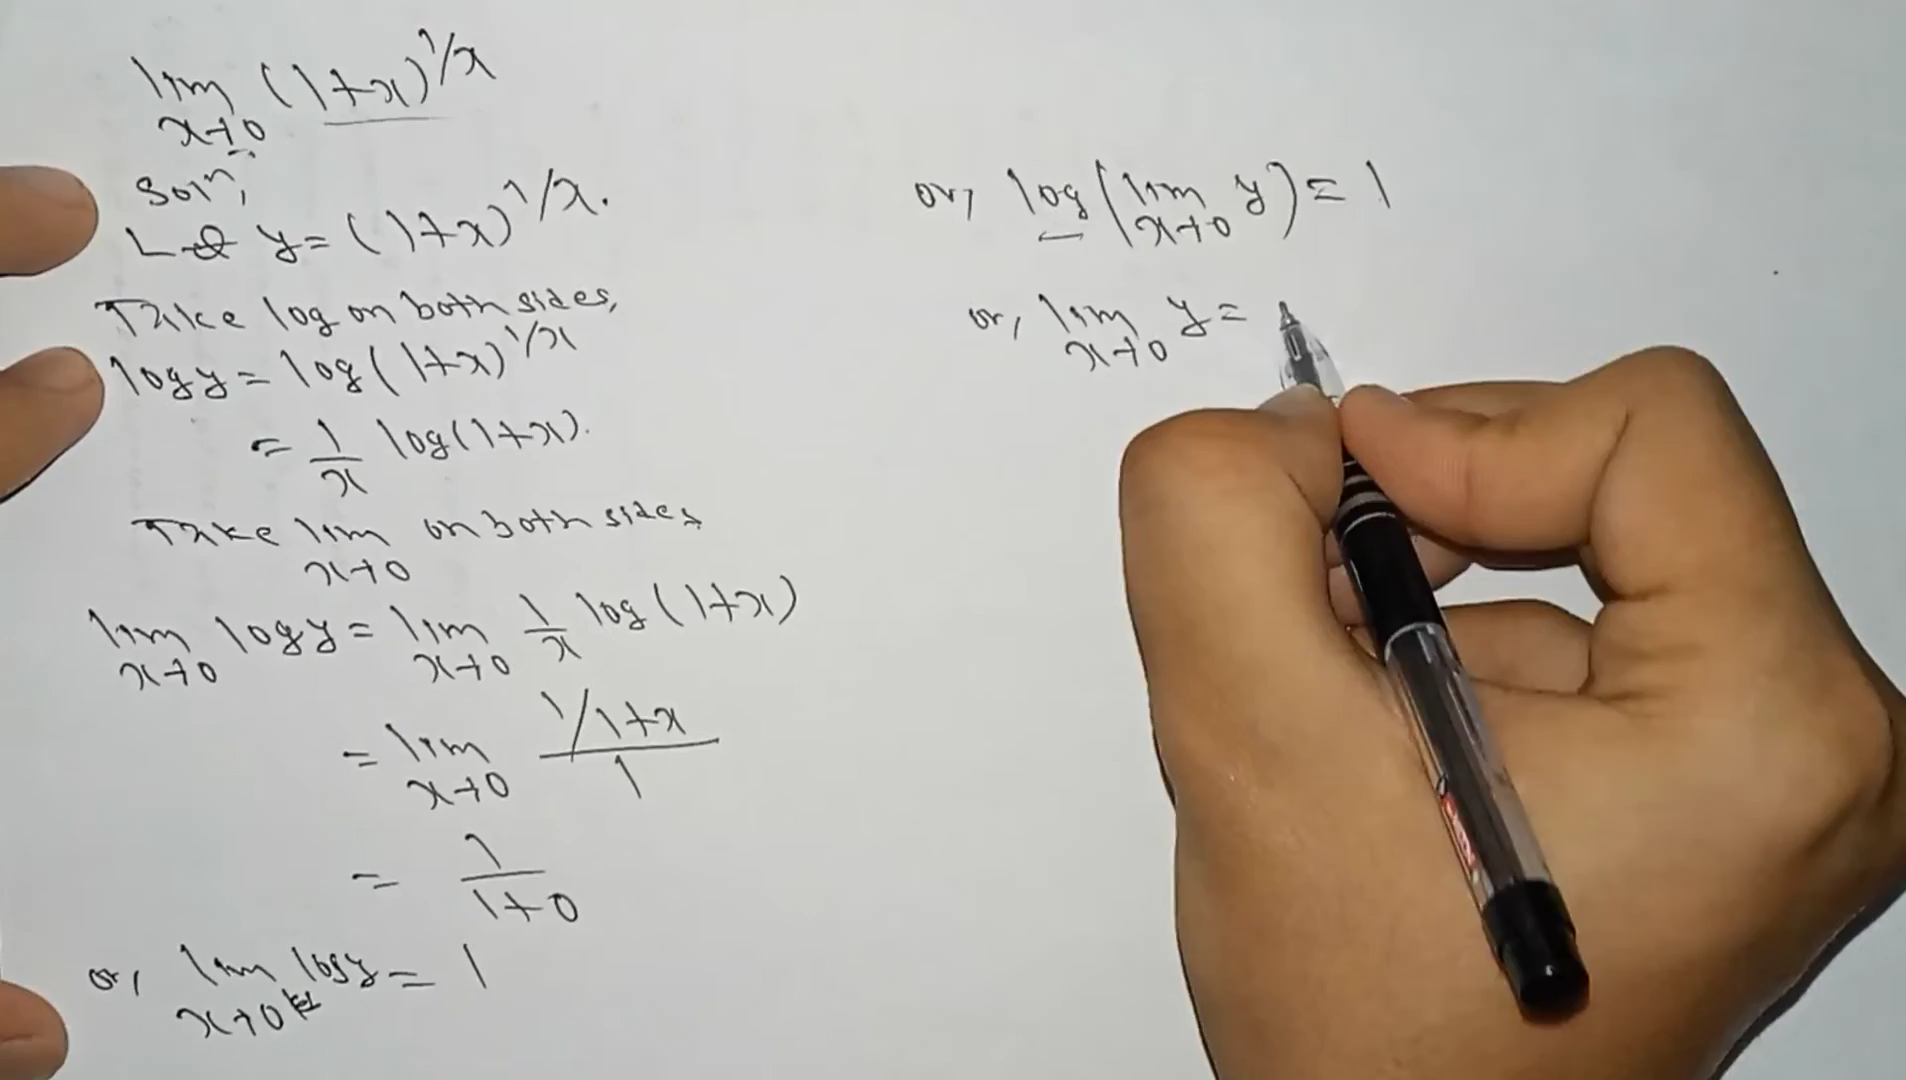 lim (1+x)^1/x
x→0
Soln,
Let y = (1+x)^1/x.
Take log on both sides,
log y = log(1+x)^1/x
= 1/x log(1+x).
Take lim on both sides
x→0
lim log y = lim 1/x log(1+x)
x→0 x→0
= lim (1/1+x)/1
x→0
= 1/(1+0)
or, lim log y = 1
x→0
or, log(lim y) = 1
x→0
or, lim y =
x→0